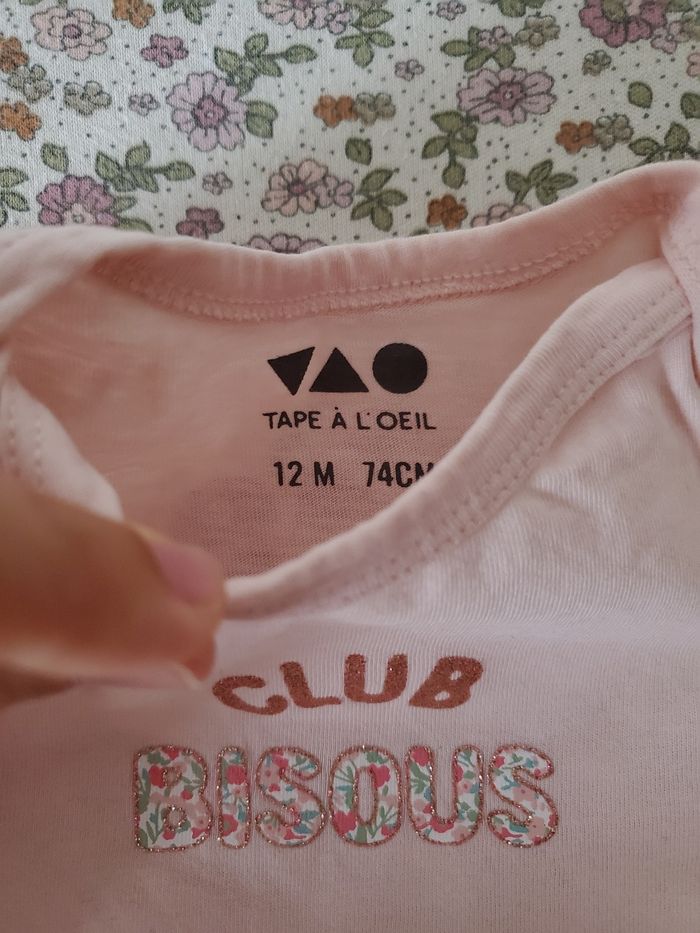 TAPE À L'OEIL
12 M 74CM
CLUB
BISOUS